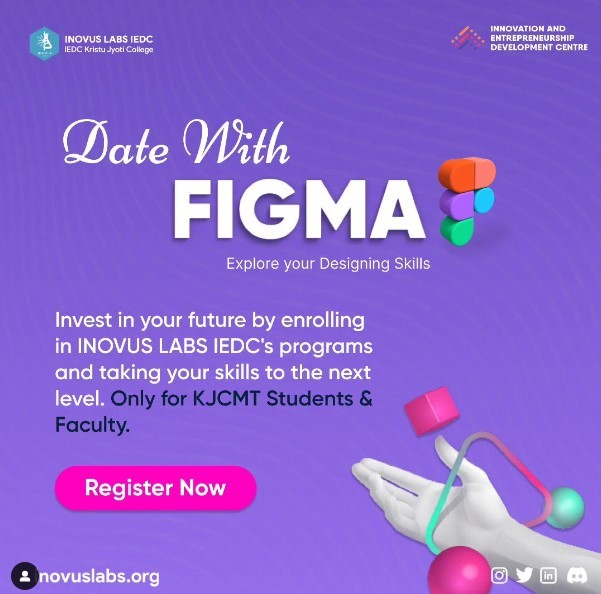 INOVUS LABS IEDC
IEDC Kristu Jyoti College
INNOVATION AND
ENTREPRENEURSHIP
DEVELOPMENT CENTRE
Date With
FIGMA
Explore your Designing Skills
Invest in your future by enrolling
in INOVUS LABS IEDC's programs
and taking your skills to the next
level. Only for KJCMT Students &
Faculty.
Register Now
novuslabs.org